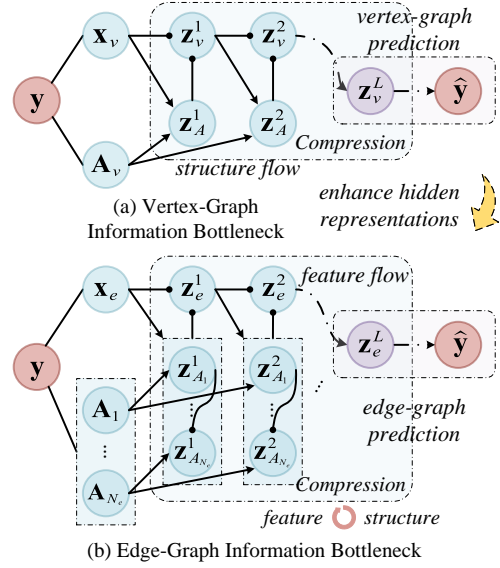 vertex-graph
prediction
𝐱_v 𝐳_v^1 𝐳_v^2
𝐲 𝐳_v^L ŷ
𝐳_A^1 𝐳_A^2
Compression
𝐀_v
structure flow
(a) Vertex-Graph
Information Bottleneck
enhance hidden
representations
feature flow
𝐱_e 𝐳_e^1 𝐳_e^2
𝐲 𝐳_{A_1}^1 𝐳_{A_1}^2 𝐳_e^L ŷ
𝐀_1
edge-graph
prediction
⋮ ⋮ ⋮ ⋰
𝐀_{N_e} 𝐳_{A_{N_e}}^1 𝐳_{A_{N_e}}^2
Compression
feature structure
(b) Edge-Graph Information Bottleneck